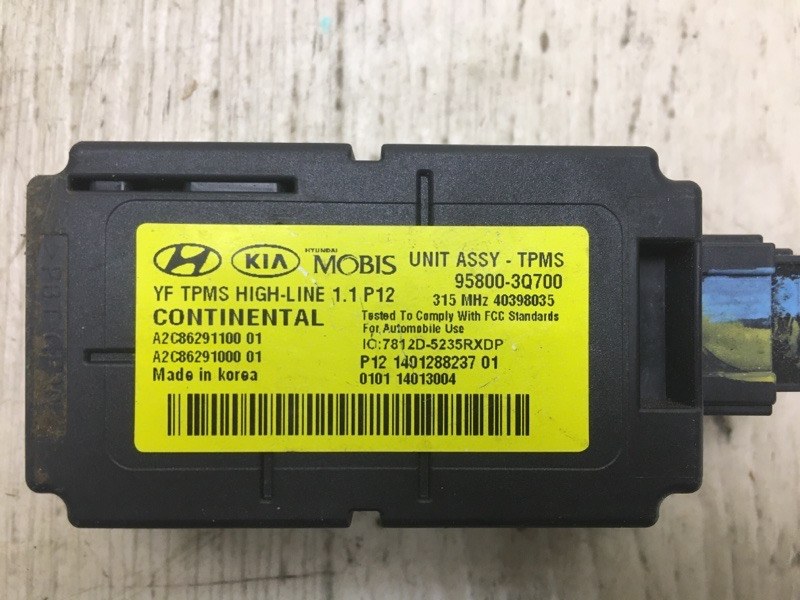 KIA
HYUNDAI
MOBIS
UNIT ASSY - TPMS
95800-3Q700
YF TPMS HIGH-LINE 1.1 P12
315 MHz 40398035
CONTINENTAL
Tested To Comply With FCC Standards
For Automobile Use
A2C86291100 01
IC:7812D-5235RXDP
A2C86291000 01
P12 1401288237 01
Made in korea
0101 14013004